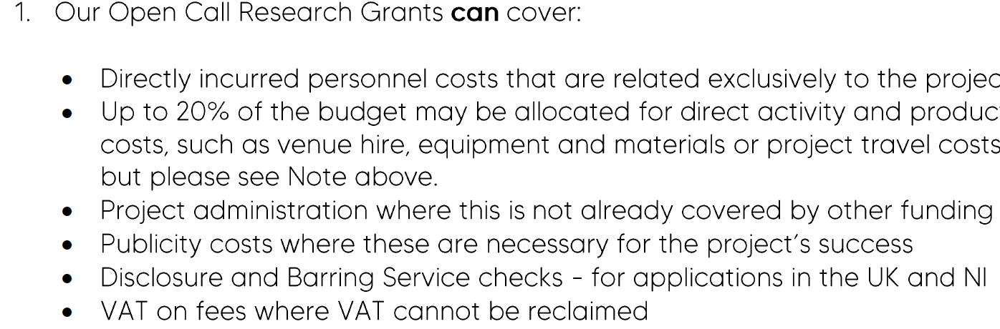 1. Our Open Call Research Grants can cover:
• Directly incurred personnel costs that are related exclusively to the projec
• Up to 20% of the budget may be allocated for direct activity and produc
costs, such as venue hire, equipment and materials or project travel costs
but please see Note above.
• Project administration where this is not already covered by other funding
• Publicity costs where these are necessary for the project’s success
• Disclosure and Barring Service checks - for applications in the UK and NI
• VAT on fees where VAT cannot be reclaimed